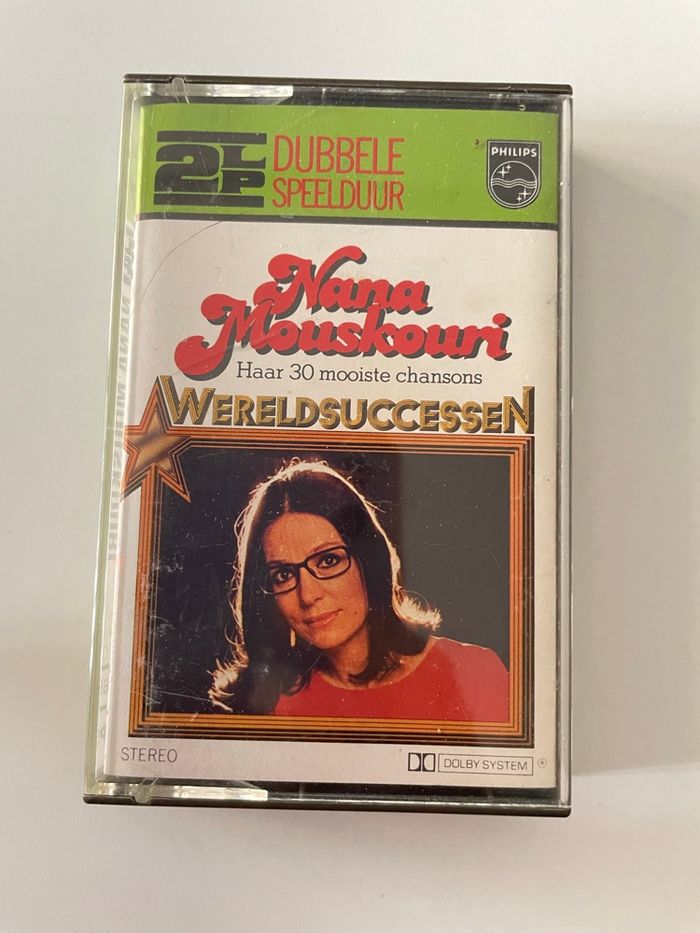 2LP
DUBBELE
SPEELDUUR
PHILIPS
Nana
Mouskouri
Haar 30 mooiste chansons
WERELDSUCCESSEN
STEREO
DOLBY SYSTEM ®